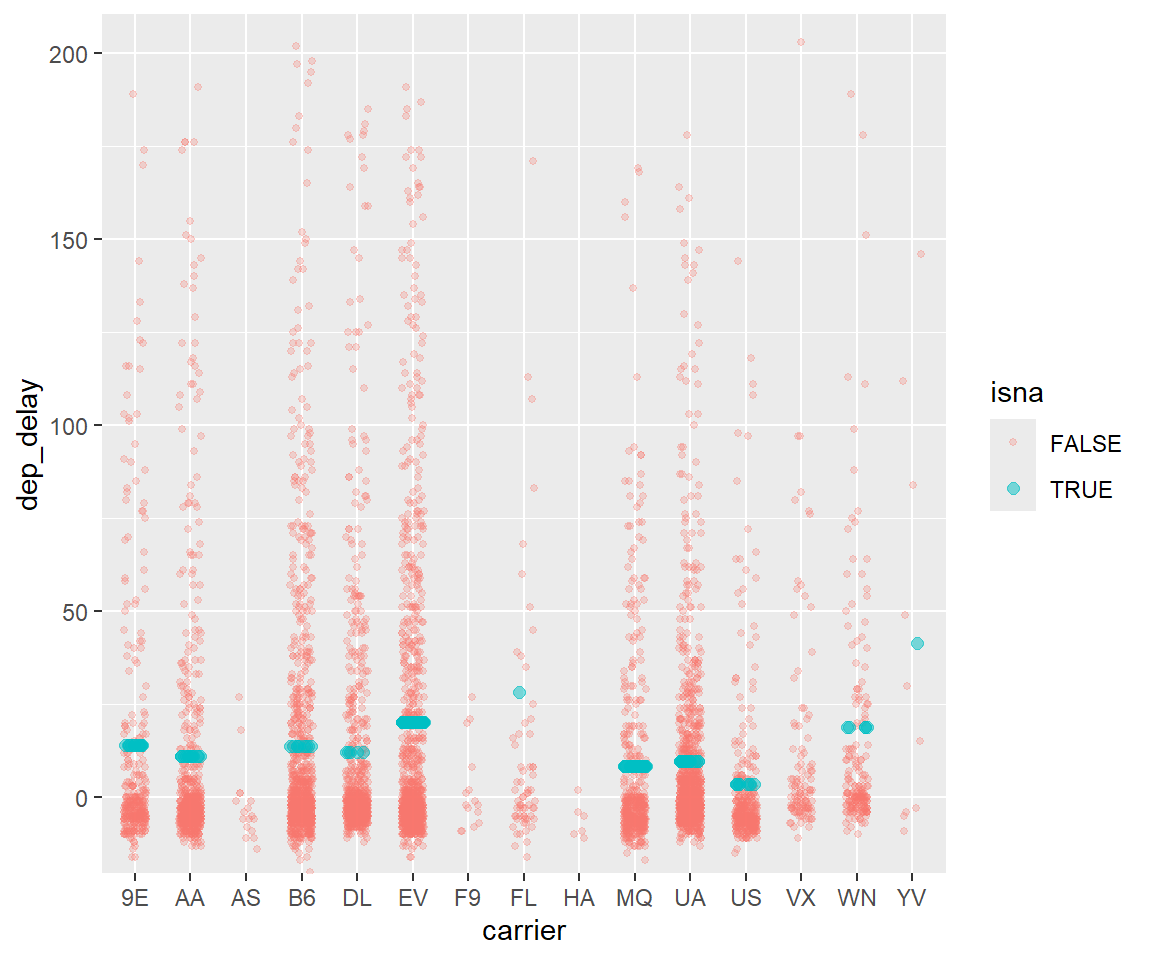 200
150
100
50
0
dep_delay
9E AA AS B6 DL EV F9 FL HA MQ UA US VX WN YV
carrier
isna
FALSE
TRUE